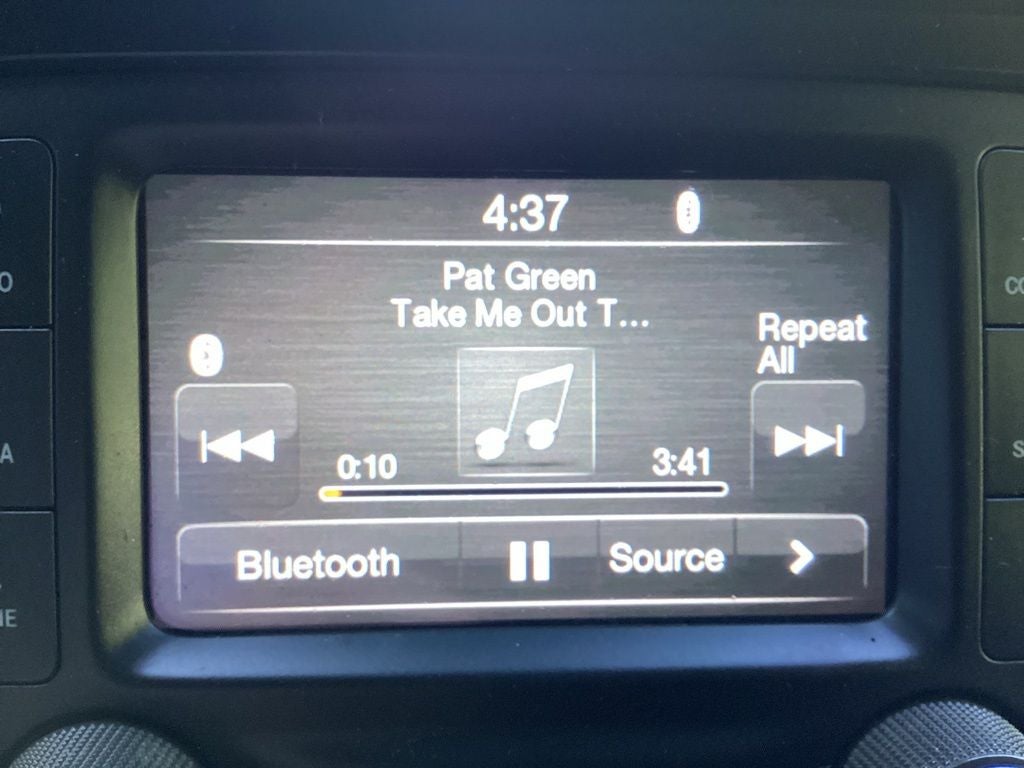 4:37
Pat Green
Take Me Out T...
Repeat
All
0:10
3:41
Bluetooth
Source